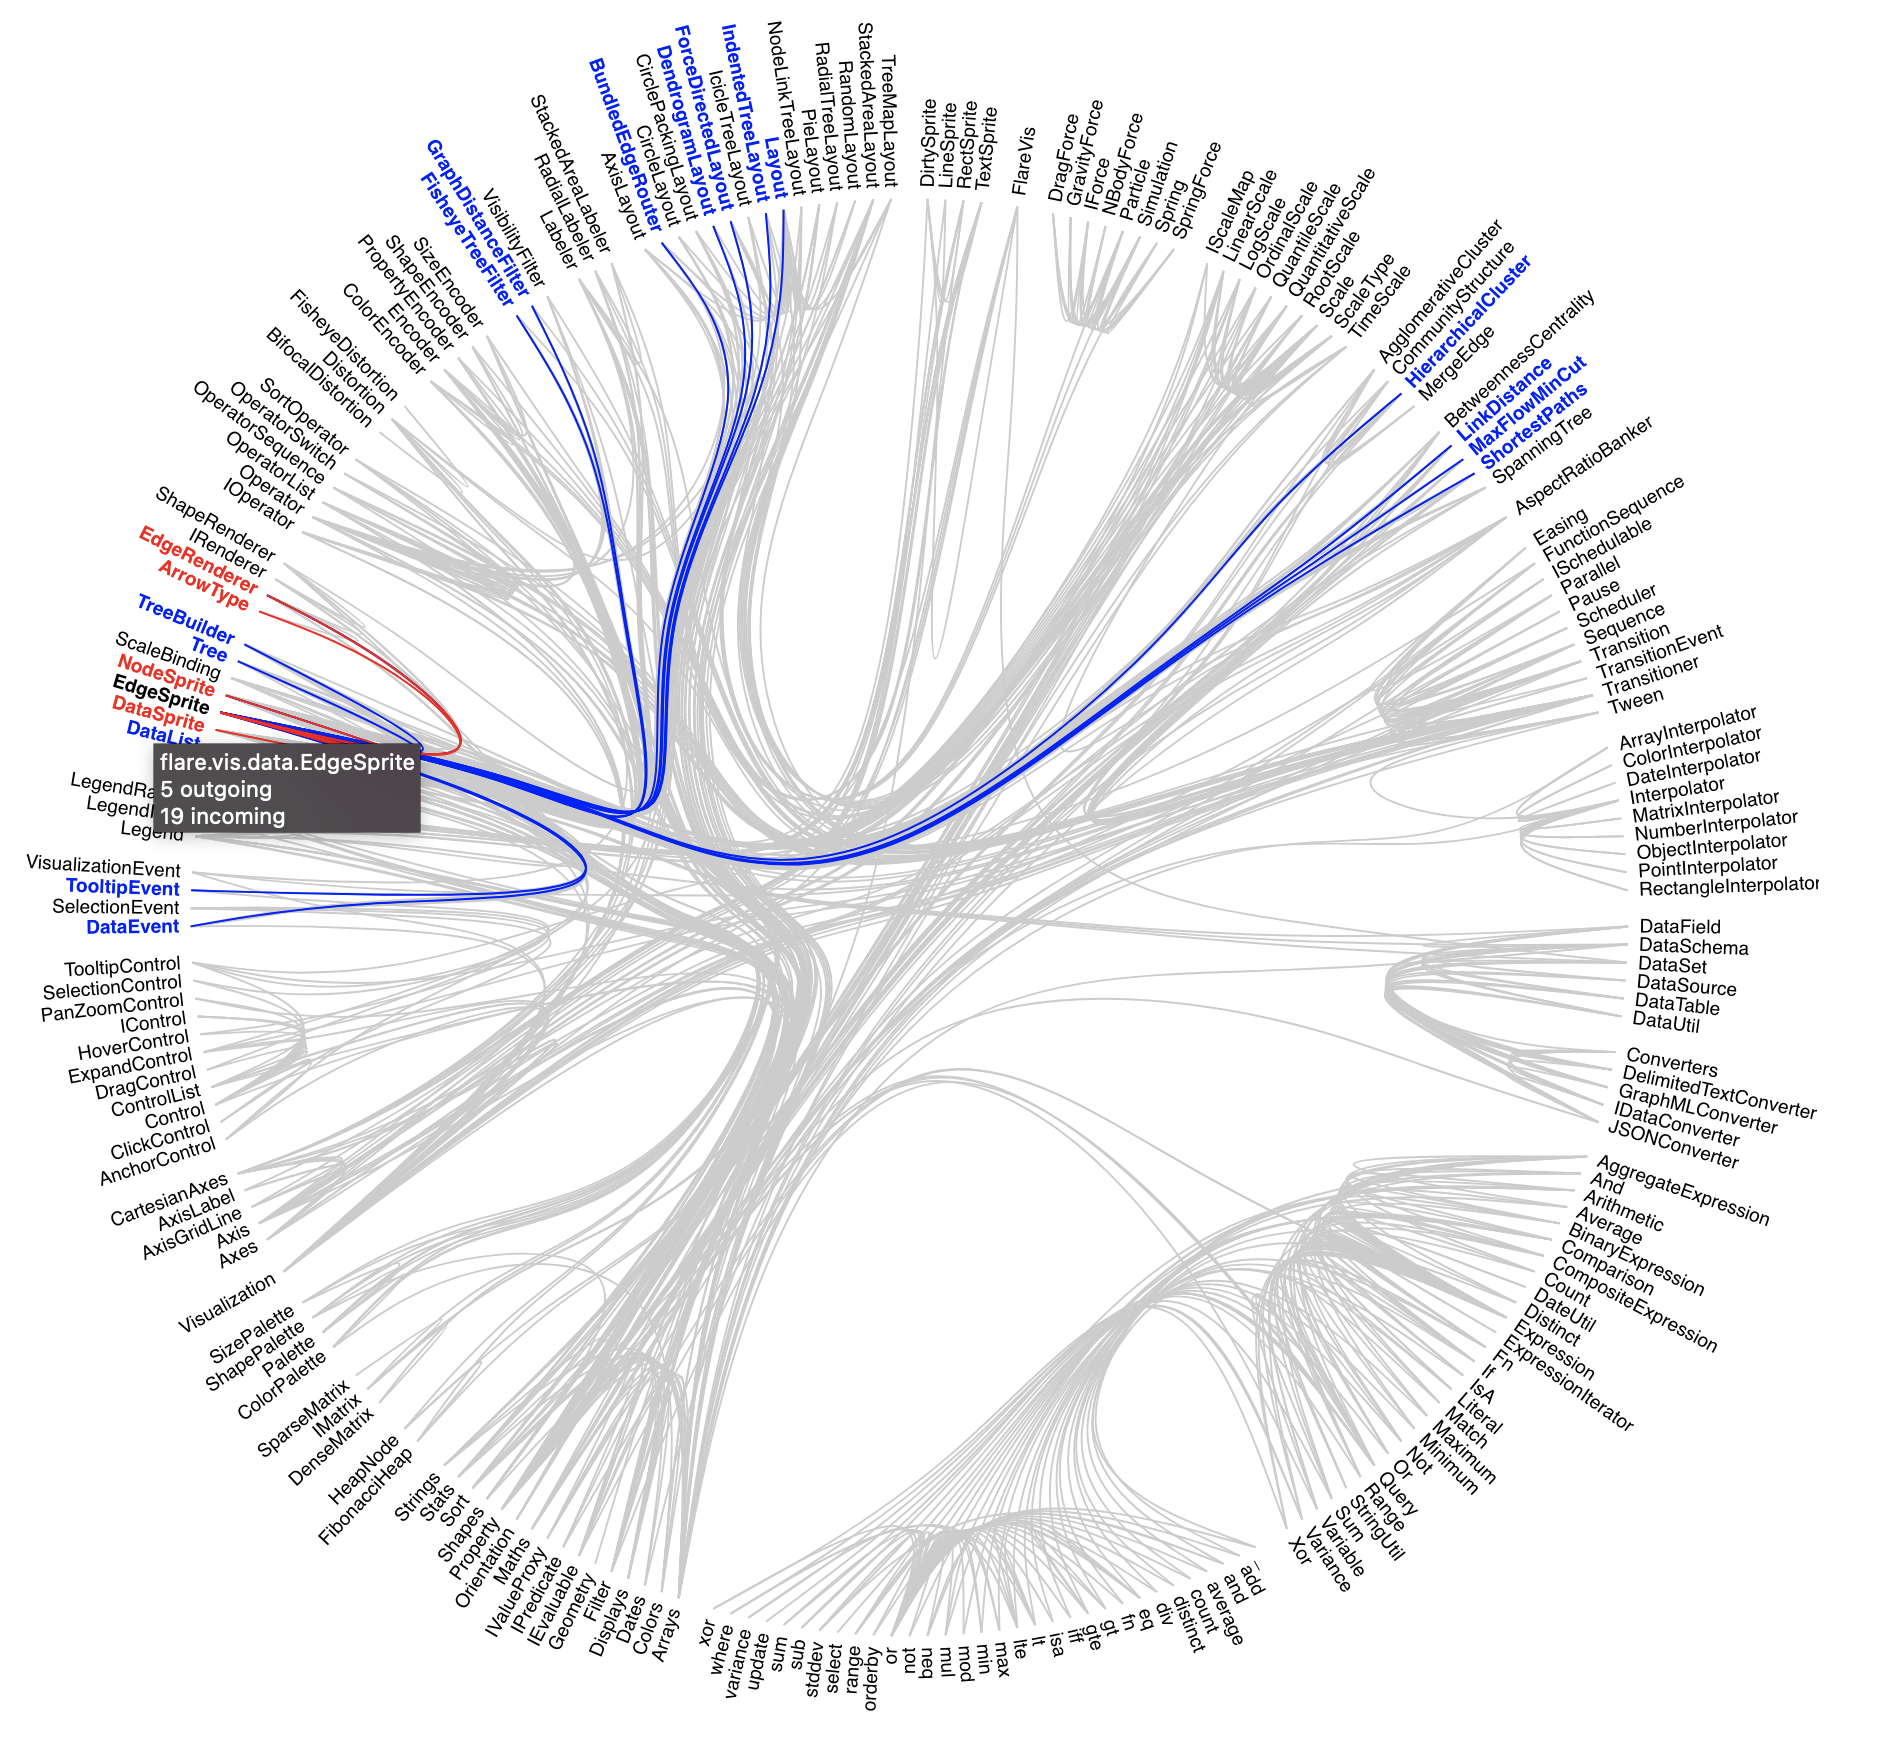 TreeMapLayout
StackedAreaLayout
RandomLayout
RadialTreeLayout
PieLayout
NodeLinkTreeLayout
Layout
IndentedTreeLayout
IcicleTreeLayout
ForceDirectedLayout
DendrogramLayout
CirclePackingLayout
CircleLayout
BundledEdgeRouter
AxisLayout
StackedAreaLabeler
RadialLabeler
Labeler
VisibilityFilter
GraphDistanceFilter
FisheyeTreeFilter
SizeEncoder
ShapeEncoder
PropertyEncoder
Encoder
ColorEncoder
FisheyeDistortion
Distortion
BifocalDistortion
SortOperator
OperatorSwitch
OperatorSequence
OperatorList
Operator
IOperator
ShapeRenderer
IRenderer
EdgeRenderer
ArrowType
TreeBuilder
Tree
ScaleBinding
NodeSprite
EdgeSprite
DataSprite
DataList
flare.vis.data.EdgeSprite
5 outgoing
19 incoming
Legend
VisualizationEvent
TooltipEvent
SelectionEvent
DataEvent
TooltipControl
SelectionControl
PanZoomControl
IControl
HoverControl
ExpandControl
DragControl
ControlList
Control
ClickControl
AnchorControl
CartesianAxes
AxisLabel
AxisGridLine
Axis
Axes
Visualization
SizePalette
ShapePalette
Palette
ColorPalette
SparseMatrix
IMatrix
DenseMatrix
HeapNode
FibonacciHeap
Strings
Stats
Sort
Shapes
Property
Orientation
Maths
IValueProxy
IPredicate
IEvaluable
Geometry
Filter
Displays
Dates
Colors
Arrays
xor
where
variance
update
sum
sub
stddev
select
range
orderby
or
not
neq
mul
mod
min
max
lte
lt
isa
iff
gte
gt
fn
eq
div
distinct
count
average
and
add
_
Xor
Variance
Variable
Sum
StringUtil
Range
Query
Or
Not
Minimum
Maximum
Match
Literal
IsA
If
Fn
ExpressionIterator
Expression
Distinct
DateUtil
Count
CompositeExpression
Comparison
BinaryExpression
Average
Arithmetic
And
AggregateExpression
JSONConverter
IDataConverter
GraphMLConverter
DelimitedTextConverter
Converters
DataUtil
DataTable
DataSource
DataSet
DataSchema
DataField
RectangleInterpolator
PointInterpolator
ObjectInterpolator
NumberInterpolator
MatrixInterpolator
Interpolator
DateInterpolator
ColorInterpolator
ArrayInterpolator
Tween
Transitioner
TransitionEvent
Transition
Sequence
Scheduler
Pause
Parallel
ISchedulable
FunctionSequence
Easing
AspectRatioBanker
SpanningTree
ShortestPaths
MaxFlowMinCut
LinkDistance
BetweennessCentrality
MergeEdge
HierarchicalCluster
CommunityStructure
AgglomerativeCluster
TimeScale
ScaleType
Scale
RootScale
QuantitativeScale
QuantileScale
OrdinalScale
LogScale
LinearScale
IScaleMap
SpringForce
Spring
Simulation
Particle
NBodyForce
IForce
GravityForce
DragForce
FlareVis
TextSprite
RectSprite
LineSprite
DirtySprite